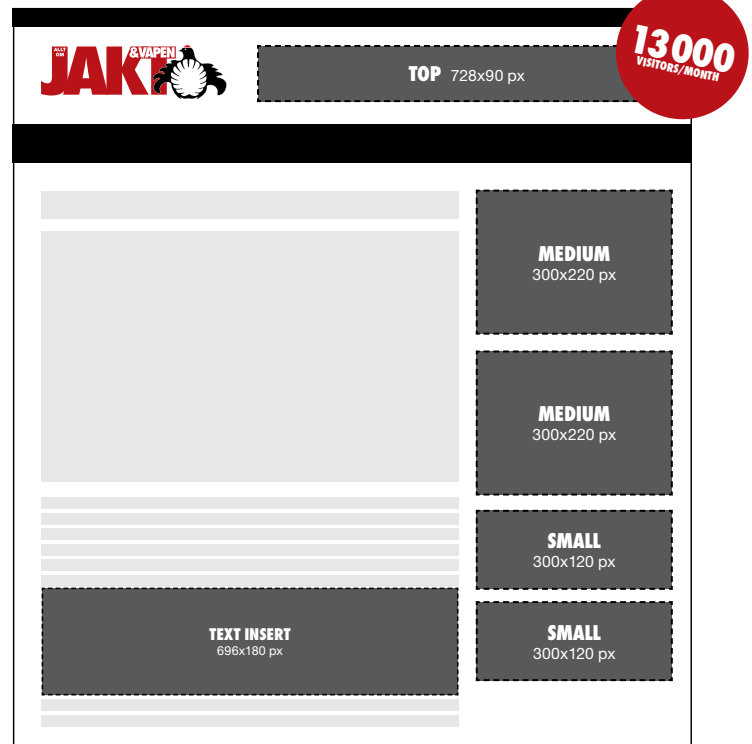 ALLT
OM
JAKT
&VAPEN
TOP 728x90 px
13000
VISITORS/MONTH
MEDIUM
300x220 px
MEDIUM
300x220 px
SMALL
300x120 px
TEXT INSERT
696x180 px
SMALL
300x120 px